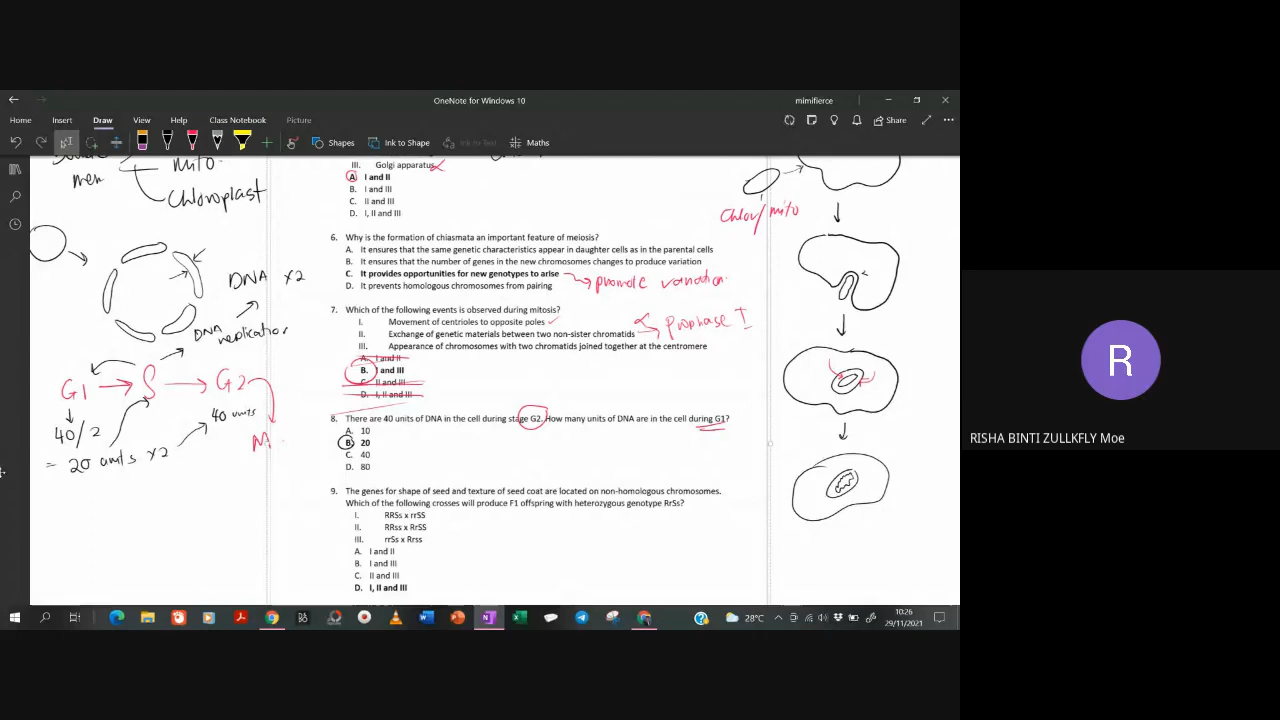 OneNote for Windows 10
mimifierce
Home
Insert
Draw
View
Help
Class Notebook
Picture
Share
Shapes
Ink to Shape
Ink to Text
Maths
mem
mito
Chloroplast
DNA x2
DNA
replication
G1 → S → G2
40/2
= 20 units x2
40 units
M
III. Golgi apparatus
A. I and II
B. I and III
C. II and III
D. I, II and III
6. Why is the formation of chiasmata an important feature of meiosis?
A. It ensures that the same genetic characteristics appear in daughter cells as in the parental cells
B. It ensures that the number of genes in the new chromosomes changes to produce variation
C. It provides opportunities for new genotypes to arise
promote variation.
D. It prevents homologous chromosomes from pairing
7. Which of the following events is observed during mitosis?
I. Movement of centrioles to opposite poles
II. Exchange of genetic materials between two non-sister chromatids
prophase I
III. Appearance of chromosomes with two chromatids joined together at the centromere
A. I and II
B. I and III
C. II and III
D. I, II and III
8. There are 40 units of DNA in the cell during stage G2. How many units of DNA are in the cell during G1?
A. 10
B. 20
C. 40
D. 80
9. The genes for shape of seed and texture of seed coat are located on non-homologous chromosomes.
Which of the following crosses will produce F1 offspring with heterozygous genotype RrSs?
I. RRSs x rrSS
II. RRss x RrSS
III. rrSs x Rrss
A. I and II
B. I and III
C. II and III
D. I, II and III
Chlor/mito
RISHA BINTI ZULLKFLY Moe
R
28°C
10:26
29/11/2021